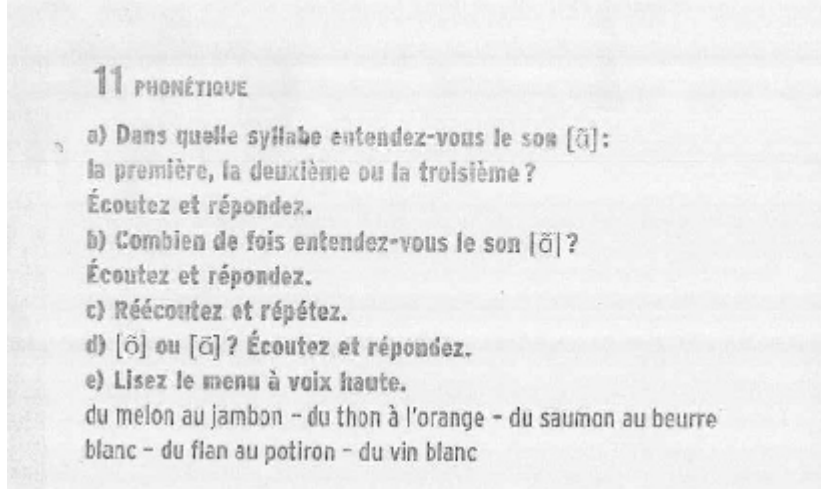 11 PHONÉTIQUE
a) Dans quelle syllabe entendez-vous le son [ɑ̃] :
la première, la deuxième ou la troisième ?
Écoutez et répondez.
b) Combien de fois entendez-vous le son [ɑ̃] ?
Écoutez et répondez.
c) Réécoutez et répétez.
d) [õ] ou [ɑ̃] ? Écoutez et répondez.
e) Lisez le menu à voix haute.
du melon au jambon – du thon à l'orange – du saumon au beurre
blanc – du flan au potiron – du vin blanc